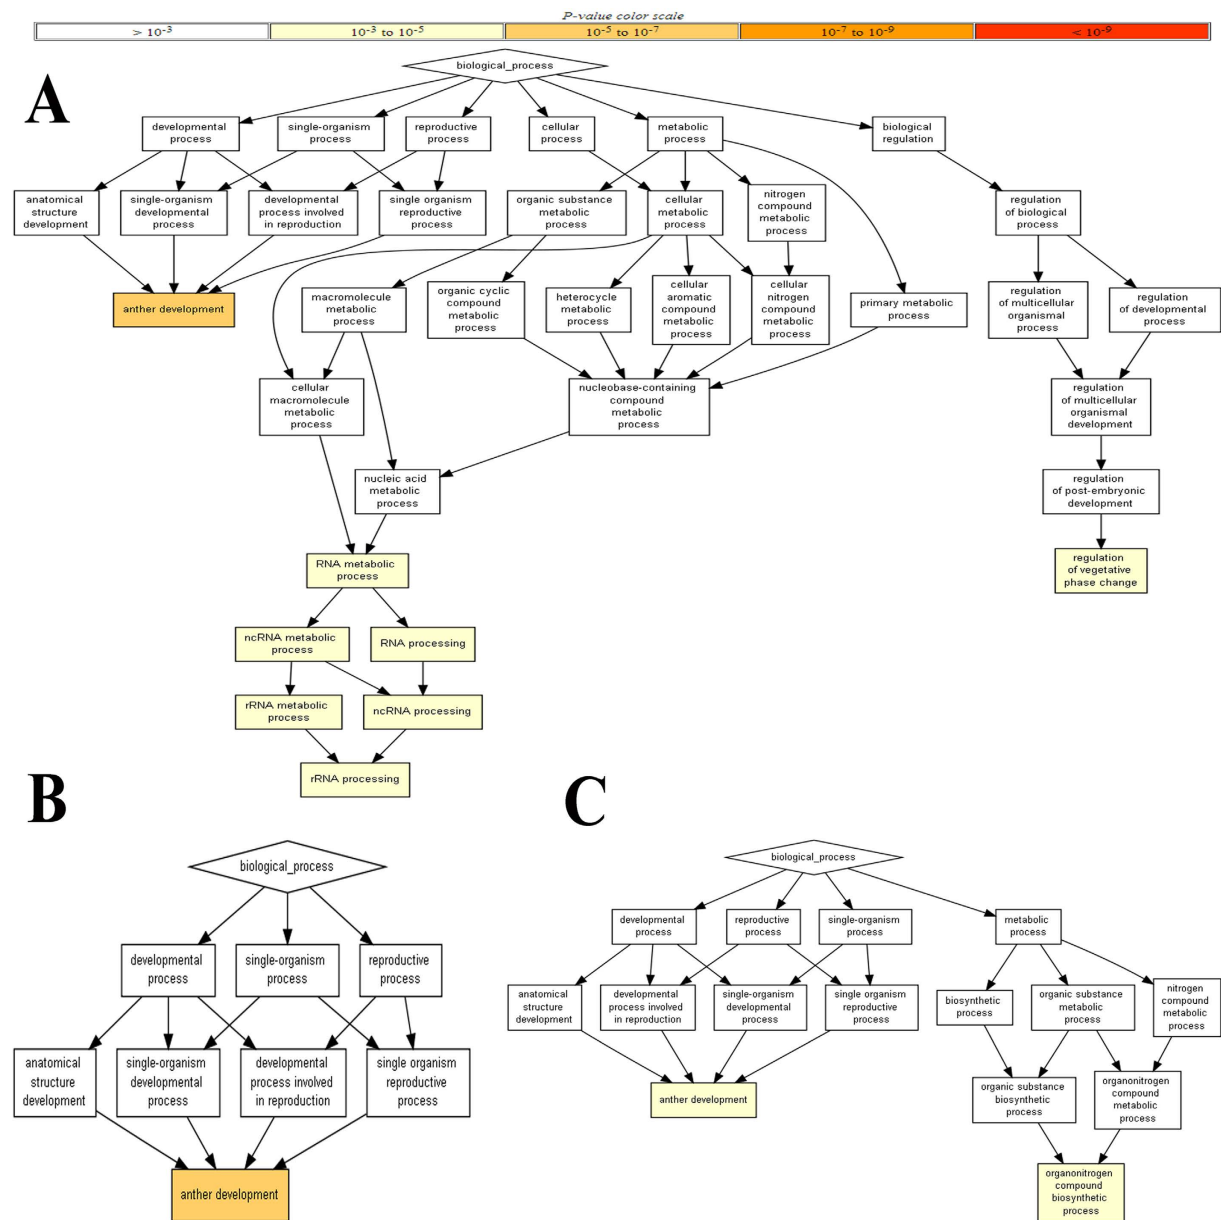 P-value color scale
> 10-3
10-3 to 10-5
10-5 to 10-7
10-7 to 10-9
< 10-9
A
biological_process
developmental
process
single-organism
process
reproductive
process
cellular
process
metabolic
process
biological
regulation
anatomical
structure
development
single-organism
developmental
process
developmental
process involved
in reproduction
single organism
reproductive
process
organic substance
metabolic
process
cellular
metabolic
process
nitrogen
compound
metabolic
process
regulation
of biological
process
anther development
macromolecule
metabolic
process
organic cyclic
compound
metabolic
process
heterocycle
metabolic
process
cellular
aromatic
compound
metabolic
process
cellular
nitrogen
compound
metabolic
process
primary metabolic
process
regulation
of multicellular
organismal
process
regulation
of developmental
process
cellular
macromolecule
metabolic
process
nucleobase-containing
compound
metabolic
process
regulation
of multicellular
organismal
development
nucleic acid
metabolic
process
regulation
of post-embryonic
development
RNA metabolic
process
regulation
of vegetative
phase change
ncRNA metabolic
process
RNA processing
rRNA metabolic
process
ncRNA processing
rRNA processing
B
biological_process
developmental
process
single-organism
process
reproductive
process
anatomical
structure
development
single-organism
developmental
process
developmental
process involved
in reproduction
single organism
reproductive
process
anther development
C
biological_process
developmental
process
reproductive
process
single-organism
process
metabolic
process
anatomical
structure
development
developmental
process involved
in reproduction
single-organism
developmental
process
single organism
reproductive
process
biosynthetic
process
organic substance
metabolic
process
nitrogen
compound
metabolic
process
anther development
organic substance
biosynthetic
process
organonitrogen
compound
metabolic
process
organonitrogen
compound
biosynthetic
process